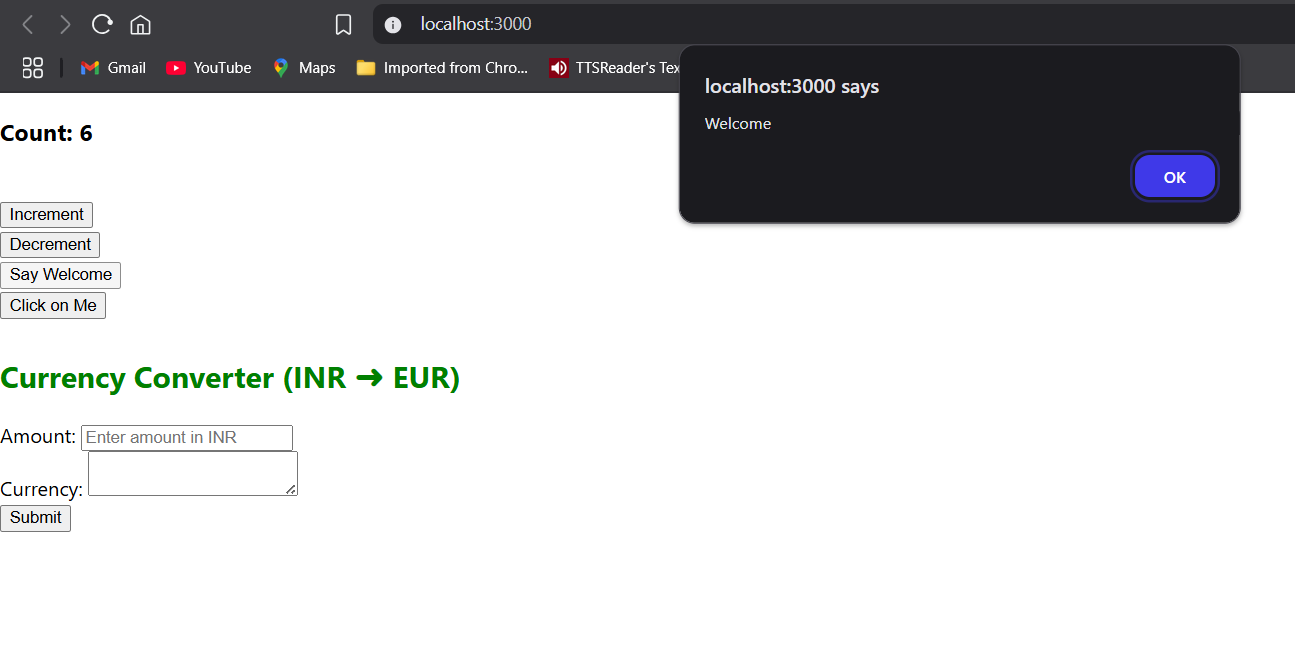 localhost:3000
Gmail YouTube Maps Imported from Chro... TTSReader's Tex
localhost:3000 says
Welcome
OK
Count: 6
Increment
Decrement
Say Welcome
Click on Me
Currency Converter (INR ➜ EUR)
Amount: Enter amount in INR
Currency:
Submit